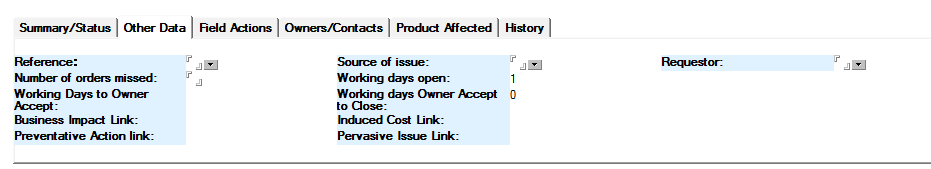 Summary/Status Other Data Field Actions Owners/Contacts Product Affected History
Reference: Source of issue: Requestor:
Number of orders missed: Working days open: 1
Working Days to Owner Working days Owner Accept 0
Accept: to Close:
Business Impact Link: Induced Cost Link:
Preventative Action link: Pervasive Issue Link: